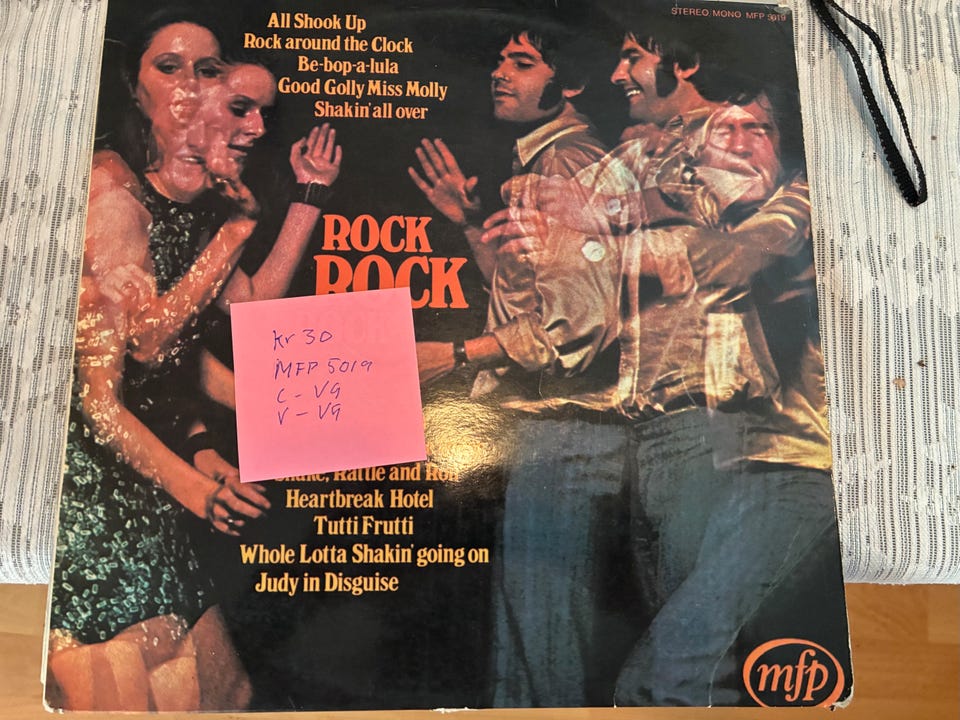 STEREO/MONO MFP 5019
All Shook Up
Rock around the Clock
Be-bop-a-lula
Good Golly Miss Molly
Shakin' all over
ROCK
ROCK
kr 30
MFP 5019
C - VG
V - VG
Shake, Rattle and Roll
Heartbreak Hotel
Tutti Frutti
Whole Lotta Shakin' going on
Judy in Disguise
mfp